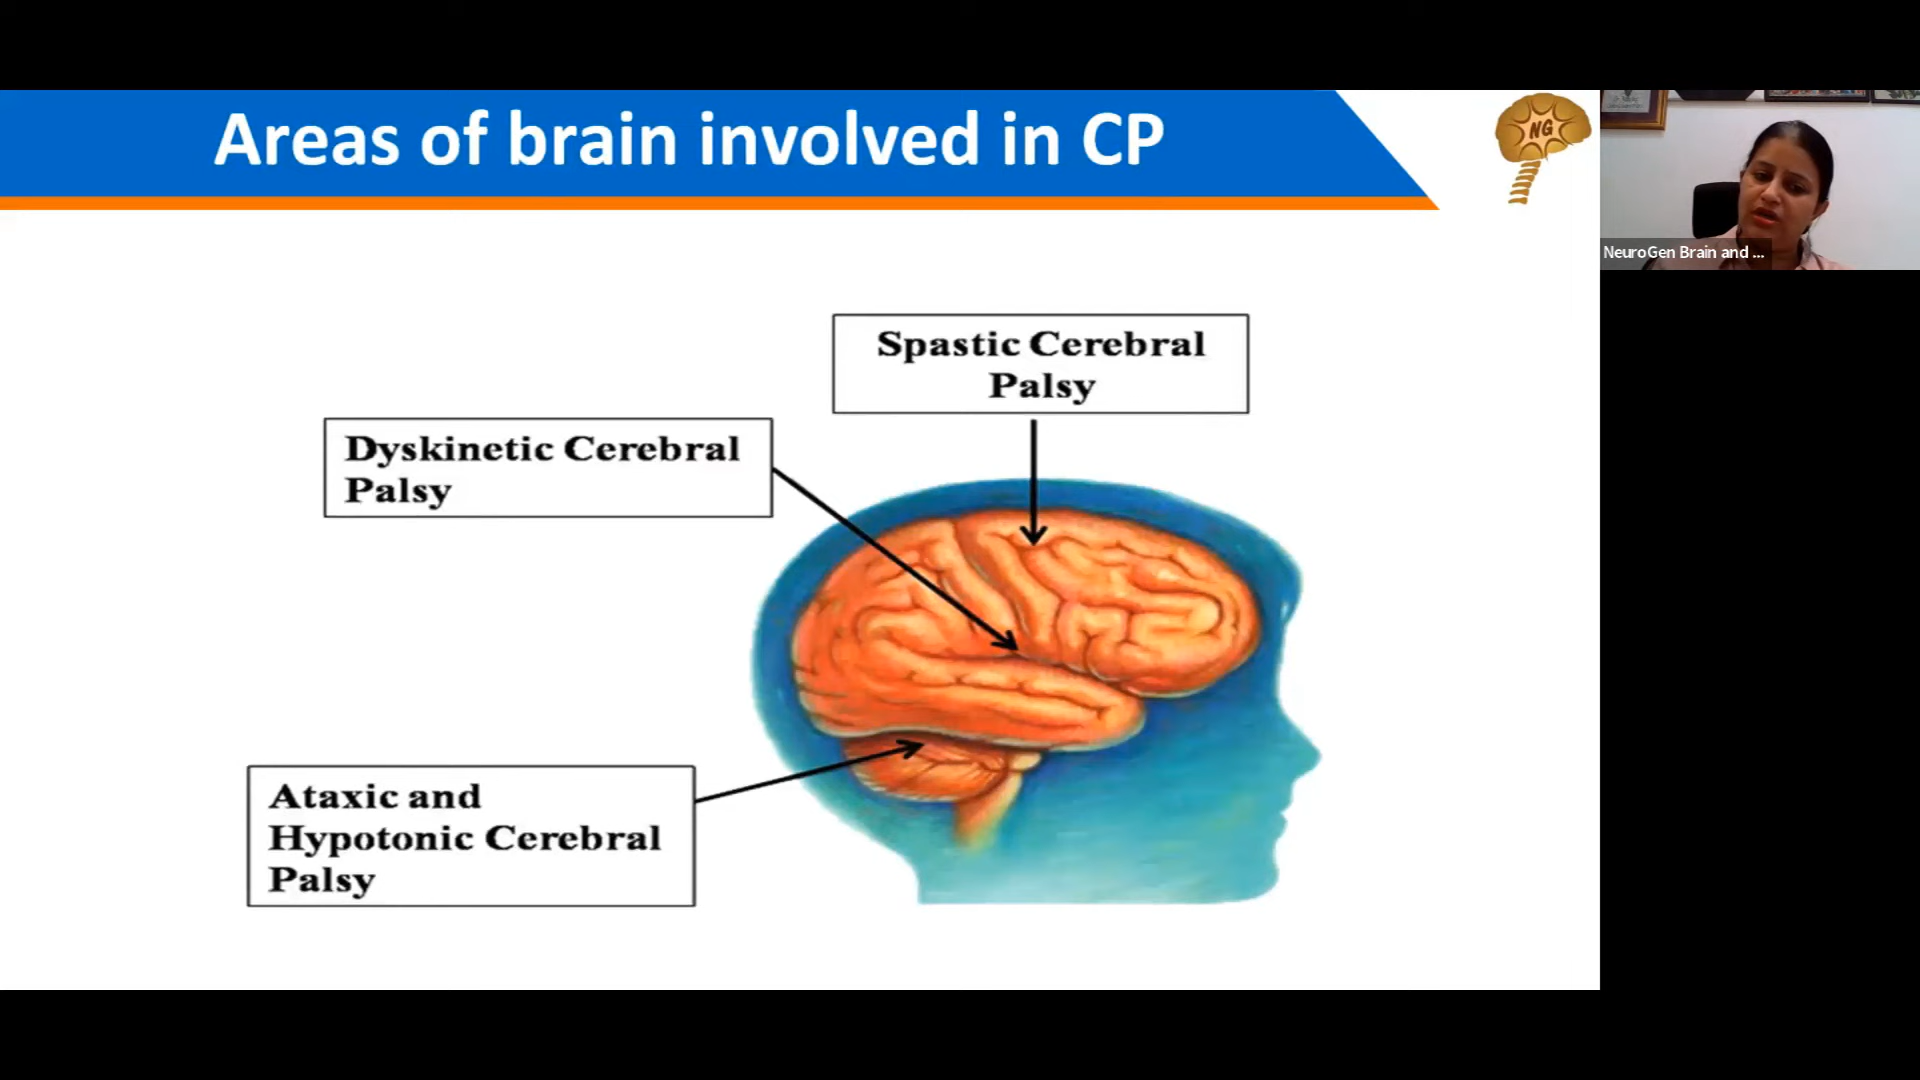 Areas of brain involved in CP
NG
NeuroGen Brain and ...
Spastic Cerebral
Palsy
Dyskinetic Cerebral
Palsy
Ataxic and
Hypotonic Cerebral
Palsy